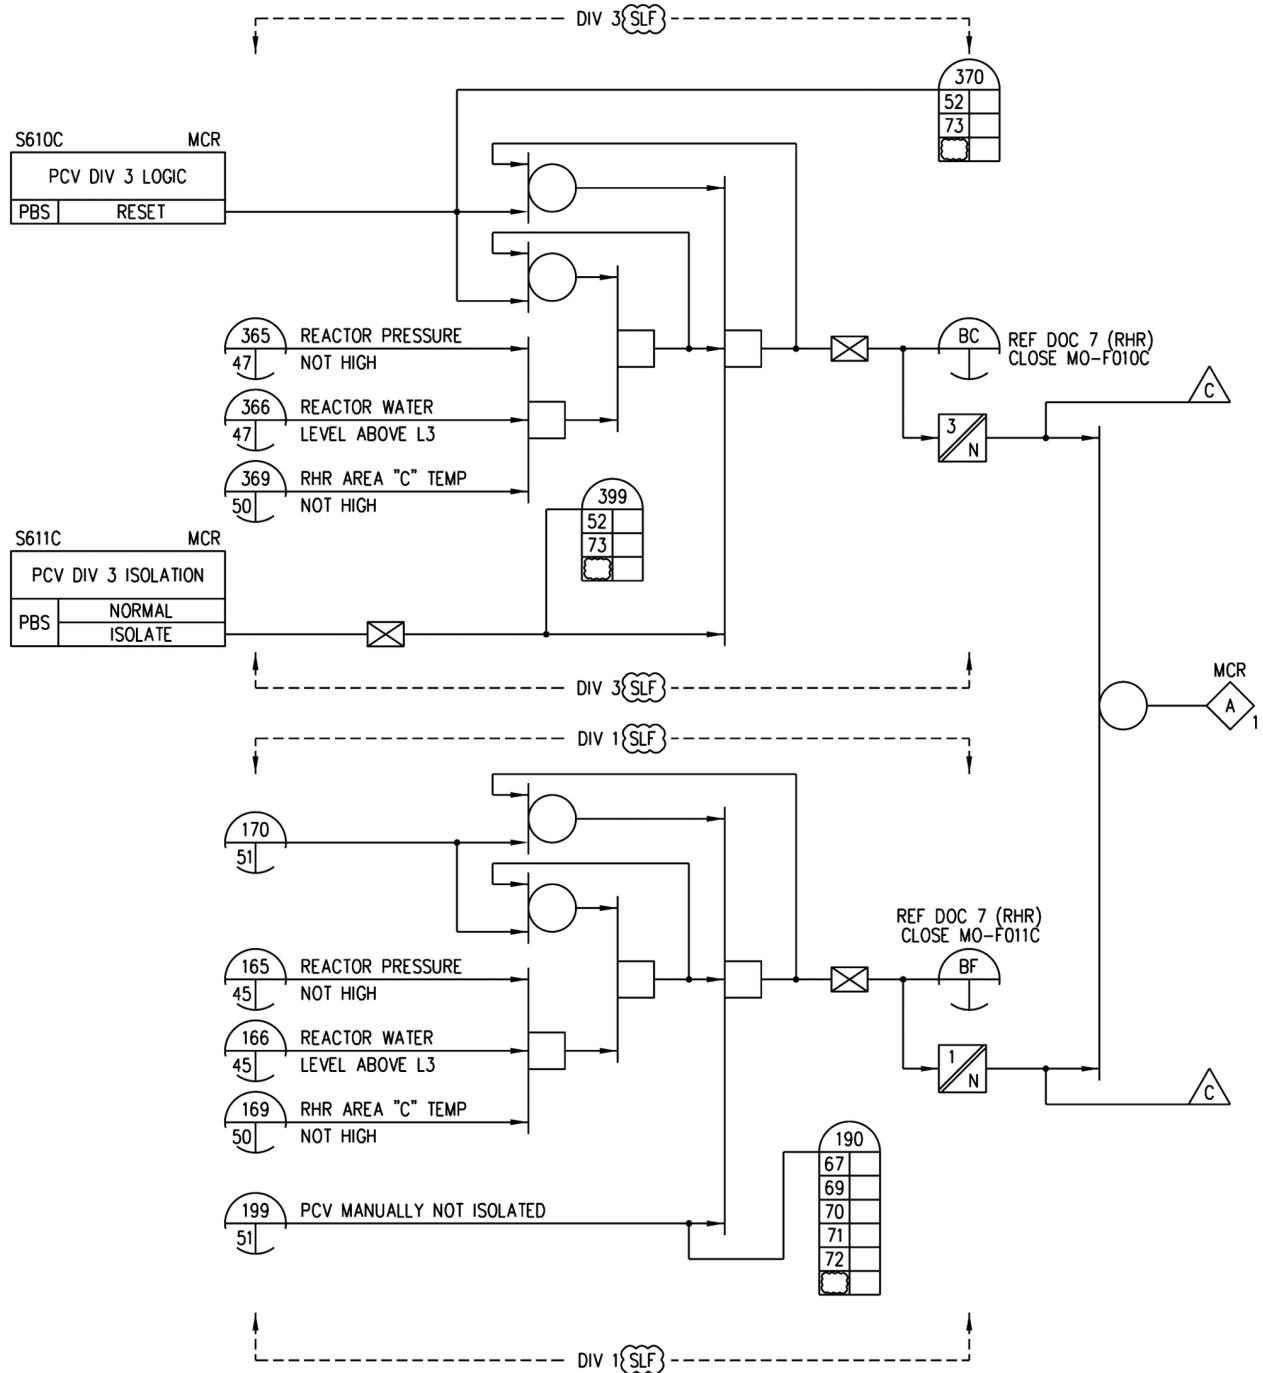 DIV 3 SLF
370
52
73
S610C MCR
PCV DIV 3 LOGIC
PBS RESET
365 REACTOR PRESSURE
47 NOT HIGH
BC
REF DOC 7 (RHR)
CLOSE MO-F010C
C
366 REACTOR WATER
47 LEVEL ABOVE L3
3
N
369 RHR AREA "C" TEMP
50 NOT HIGH
399
52
73
S611C MCR
PCV DIV 3 ISOLATION
PBS
NORMAL
ISOLATE
DIV 3 SLF
MCR
A
1
DIV 1 SLF
170
51
REF DOC 7 (RHR)
CLOSE MO-F011C
BF
165 REACTOR PRESSURE
45 NOT HIGH
166 REACTOR WATER
45 LEVEL ABOVE L3
1
N
C
169 RHR AREA "C" TEMP
50 NOT HIGH
190
67
69
70
71
72
199 PCV MANUALLY NOT ISOLATED
51
DIV 1 SLF